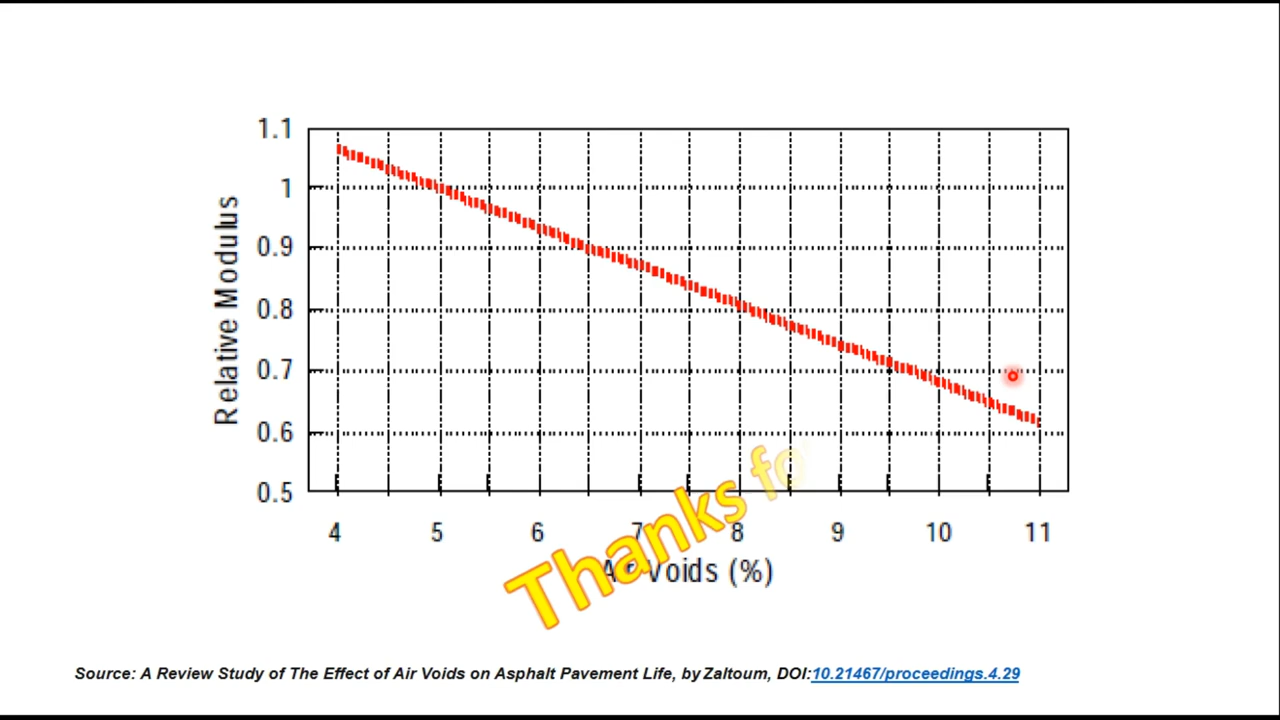 1.1
1
0.9
0.8
0.7
0.6
0.5
Relative Modulus
4 5 6 7 8 9 10 11
Air Voids (%)
Thanks fo
Source: A Review Study of The Effect of Air Voids on Asphalt Pavement Life, by Zaltoum, DOI:10.21467/proceedings.4.29